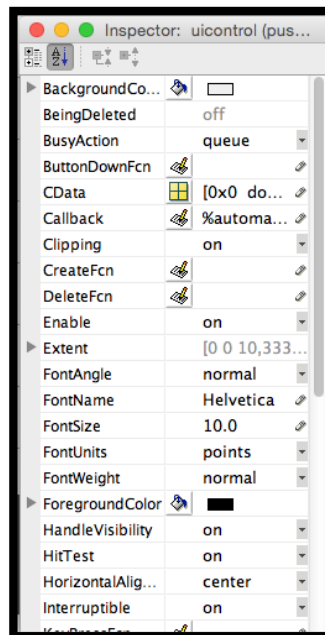 Inspector: uicontrol (pus...
BackgroundCo...
BeingDeleted off
BusyAction queue
ButtonDownFcn
CData [0x0 do...
Callback %automa...
Clipping on
CreateFcn
DeleteFcn
Enable on
Extent [0 0 10,333...
FontAngle normal
FontName Helvetica
FontSize 10.0
FontUnits points
FontWeight normal
ForegroundColor
HandleVisibility on
HitTest on
HorizontalAlig... center
Interruptible on
KeyPressFcn